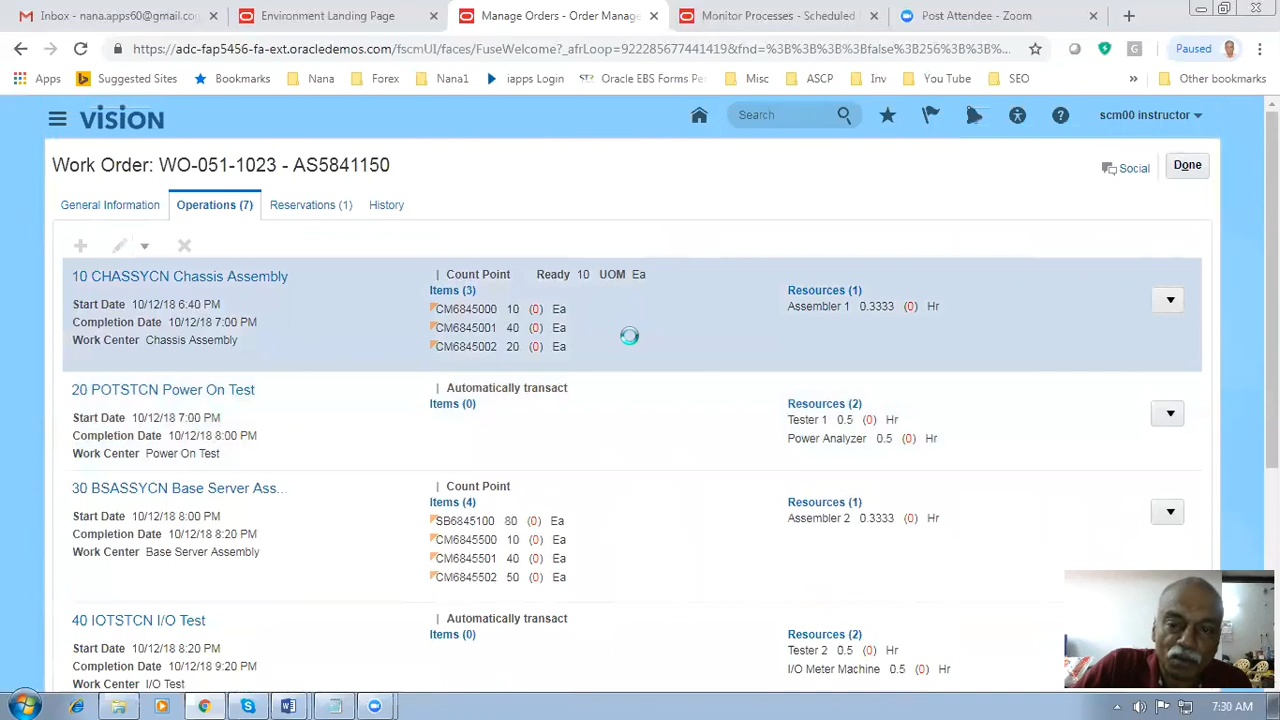 Inbox - nana.apps60@gmail.co
Environment Landing Page
Manage Orders - Order Manage
Monitor Processes - Scheduled
Post Attendee - Zoom
https://adc-fap5456-fa-ext.oracledemos.com/fscmUI/faces/FuseWelcome?_afrLoop=922285677441419&fnd=%3B%3B%3B%3Bfalse%3B256%3B%3B%...
Paused
Apps
Suggested Sites
Bookmarks
Nana
Forex
Nana1
iapps Login
Oracle EBS Forms Pe
Misc
ASCP
Inv
You Tube
SEO
»
Other bookmarks
vısıon
Search
scm00 instructor
Work Order: WO-051-1023 - AS5841150
Social
Done
General Information
Operations (7)
Reservations (1)
History
10 CHASSYCN Chassis Assembly
Start Date 10/12/18 6:40 PM
Completion Date 10/12/18 7:00 PM
Work Center Chassis Assembly
| Count Point Ready 10 UOM Ea
Items (3)
CM6845000 10 (0) Ea
CM6845001 40 (0) Ea
CM6845002 20 (0) Ea
Resources (1)
Assembler 1 0.3333 (0) Hr
20 POTSTCN Power On Test
Start Date 10/12/18 7:00 PM
Completion Date 10/12/18 8:00 PM
Work Center Power On Test
| Automatically transact
Items (0)
Resources (2)
Tester 1 0.5 (0) Hr
Power Analyzer 0.5 (0) Hr
30 BSASSYCN Base Server Ass...
Start Date 10/12/18 8:00 PM
Completion Date 10/12/18 8:20 PM
Work Center Base Server Assembly
| Count Point
Items (4)
SB6845100 80 (0) Ea
CM6845500 10 (0) Ea
CM6845501 40 (0) Ea
CM6845502 50 (0) Ea
Resources (1)
Assembler 2 0.3333 (0) Hr
40 IOTSTCN I/O Test
Start Date 10/12/18 8:20 PM
Completion Date 10/12/18 9:20 PM
Work Center I/O Test
| Automatically transact
Items (0)
Resources (2)
Tester 2 0.5 (0) Hr
I/O Meter Machine 0.5 (0) Hr
7:30 AM